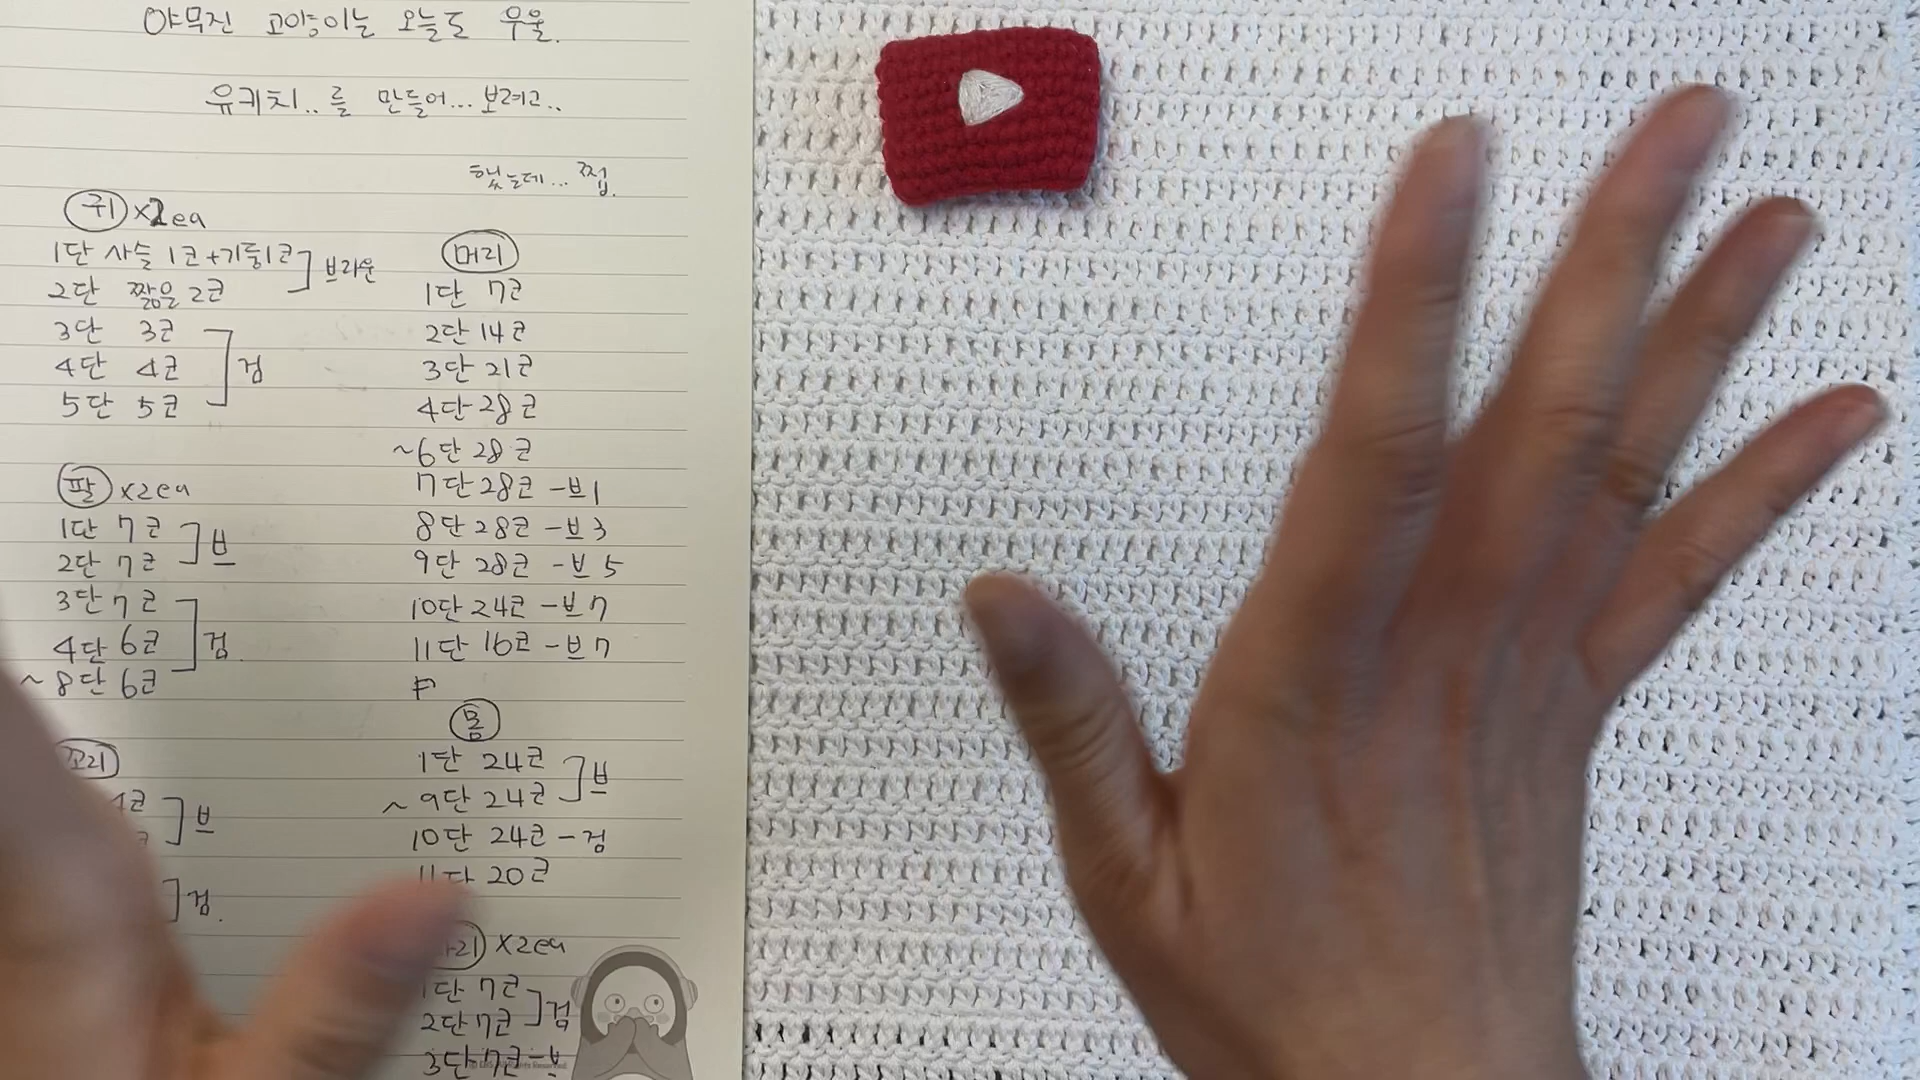 야무진 고양이는 오늘도 우울.
유키치.. 를 만들어... 보려고..
했는데... 쩝.
귀 x2ea
1단 사슬 1코+기둥1코
2단 짧은 2코
브라운
3단 3코
4단 4코
5단 5코
검
팔 x2ea
1단 7코
2단 7코
브
3단 7코
4단 6코
~8단 6코
검.
꼬리
브
검.
머리
1단 7코
2단 14코
3단 21코
4단 28코
~6단 28코
7단 28코 -브1
8단 28코 -브3
9단 28코 -브5
10단 24코 -브7
11단 16코 -브7
몸
1단 24코
~9단 24코
브
10단 24코 -검
11단 20코
x2ea
1단 7코
2단 7코
검
3단 7코-브